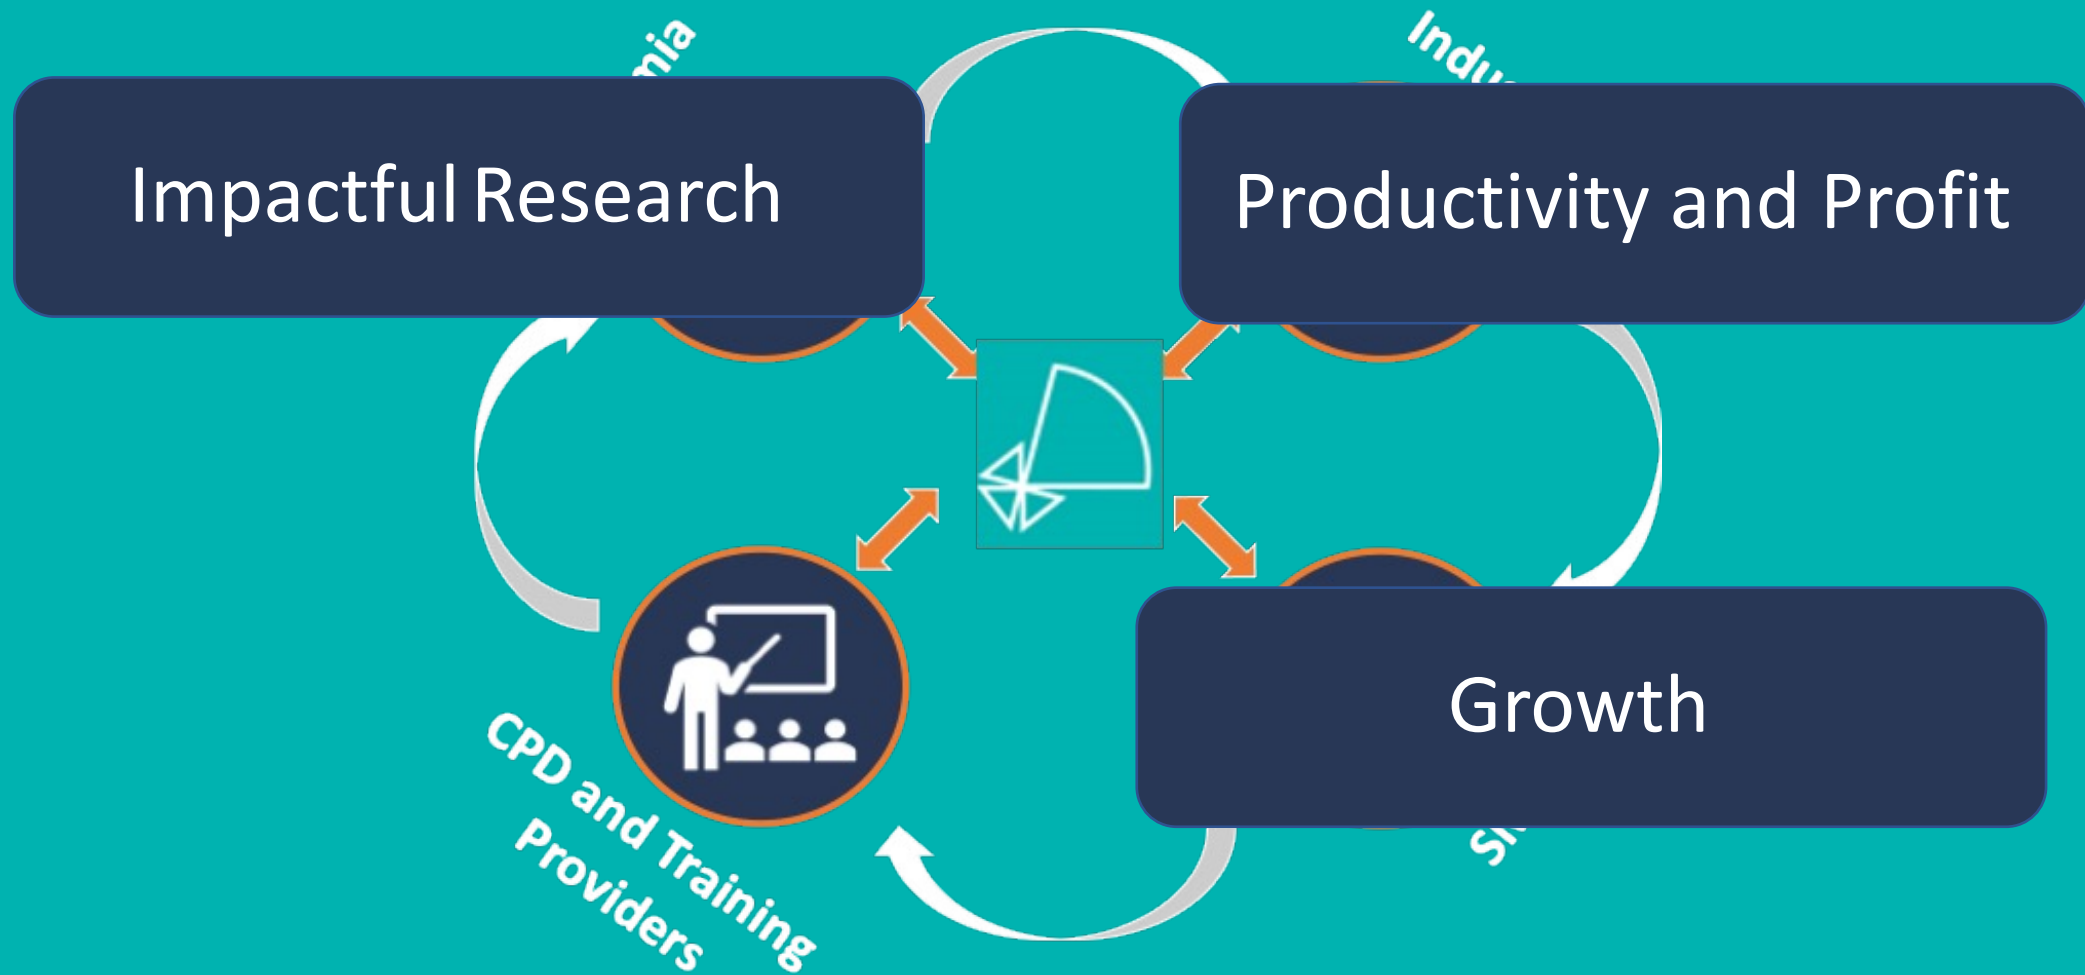 Impactful Research
Productivity and Profit
Growth
CPD and Training
Providers